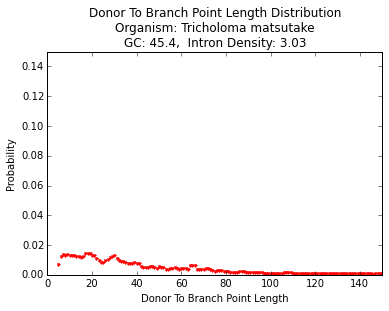 Donor To Branch Point Length Distribution
Organism: Tricholoma matsutake
GC: 45.4,  Intron Density: 3.03
0.14
0.12
0.10
0.08
0.06
0.04
0.02
0.00
Probability
0 20 40 60 80 100 120 140
Donor To Branch Point Length